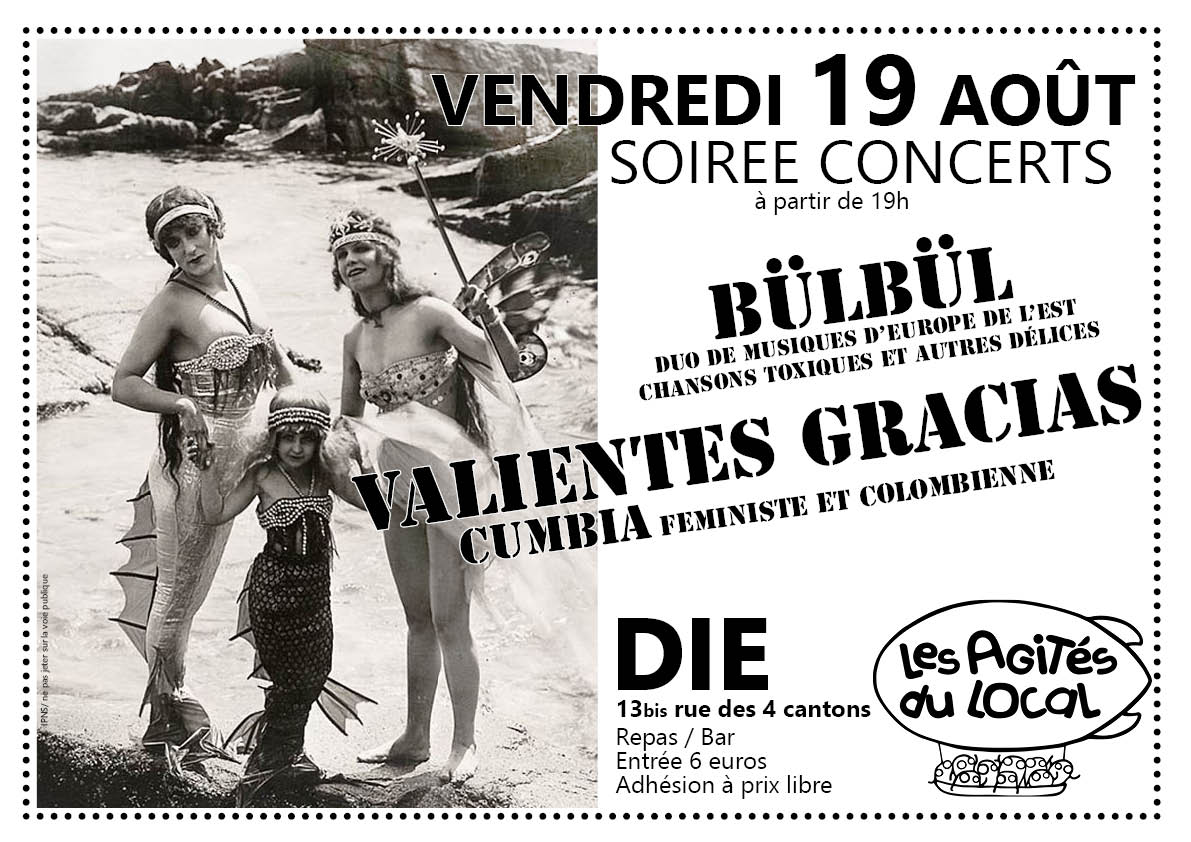 VENDREDI 19 AOÛT
SOIREE CONCERTS
à partir de 19h
BÜLBÜL
DUO DE MUSIQUES D'EUROPE DE L'EST
CHANSONS TOXIQUES ET AUTRES DÉLICES
VALIENTES GRACIAS
CUMBIA FEMINISTE ET COLOMBIENNE
DIE
13bis rue des 4 cantons
Repas / Bar
Entrée 6 euros
Adhésion à prix libre
Les Agités
du Local
IPNS/ ne pas jeter sur la voie publique